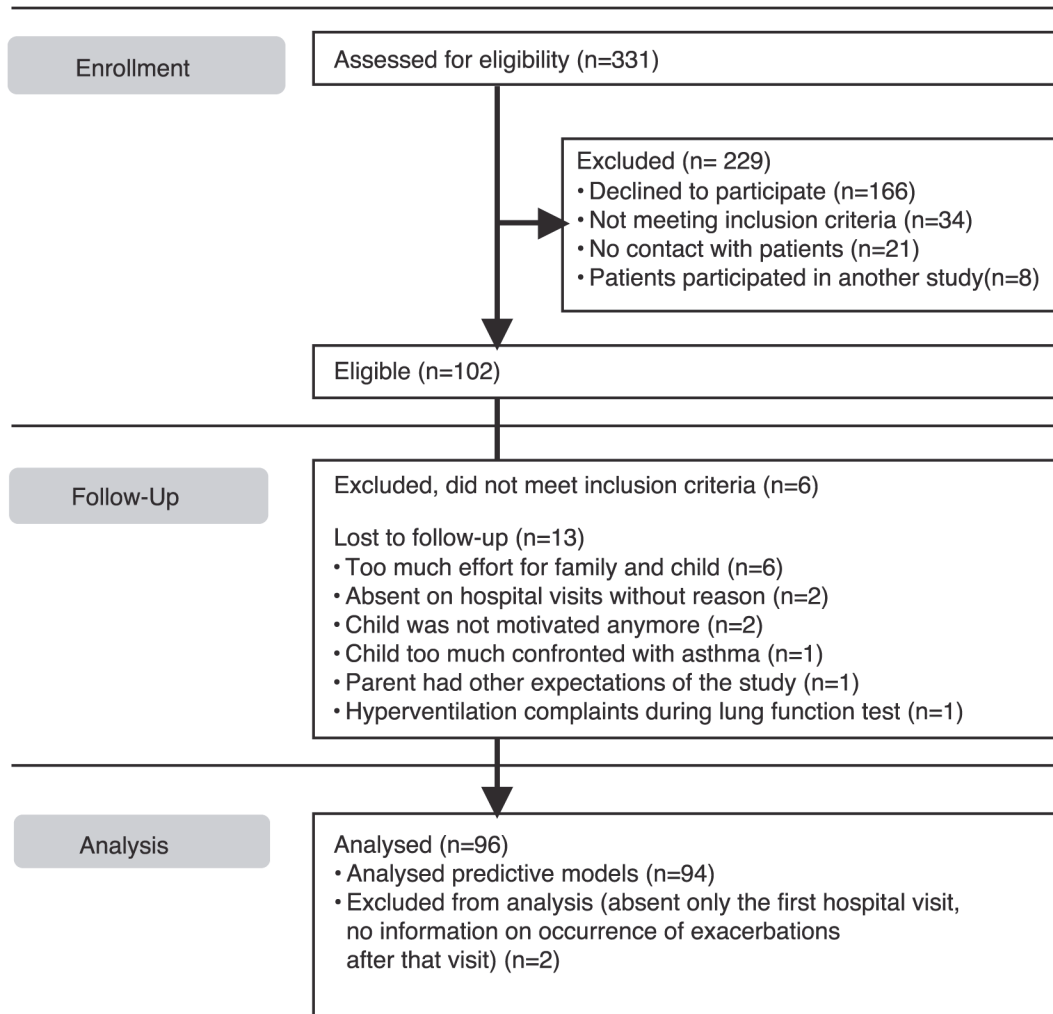 Enrollment
Assessed for eligibility (n=331)
Excluded (n= 229)
• Declined to participate (n=166)
• Not meeting inclusion criteria (n=34)
• No contact with patients (n=21)
• Patients participated in another study(n=8)
Eligible (n=102)
Follow-Up
Excluded, did not meet inclusion criteria (n=6)
Lost to follow-up (n=13)
• Too much effort for family and child (n=6)
• Absent on hospital visits without reason (n=2)
• Child was not motivated anymore (n=2)
• Child too much confronted with asthma (n=1)
• Parent had other expectations of the study (n=1)
• Hyperventilation complaints during lung function test (n=1)
Analysis
Analysed (n=96)
• Analysed predictive models (n=94)
• Excluded from analysis (absent only the first hospital visit,
no information on occurrence of exacerbations
after that visit) (n=2)